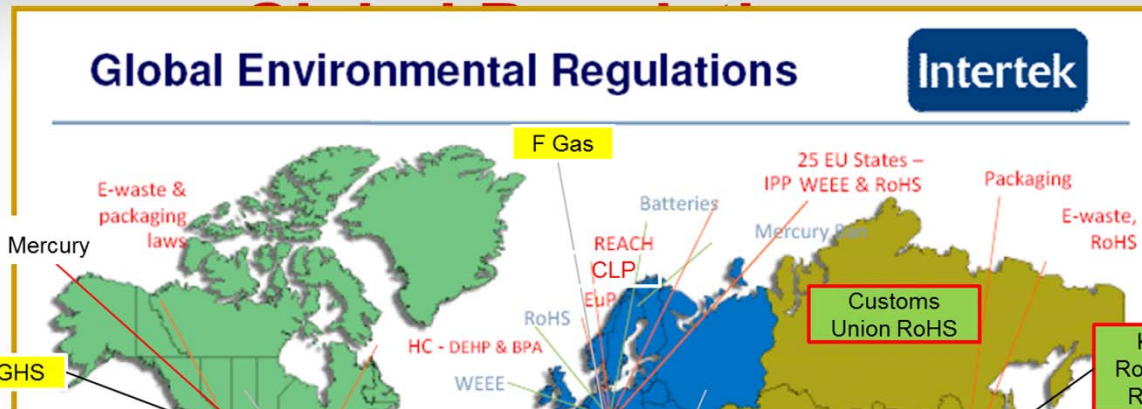 Global Environmental Regulations
Intertek
F Gas
25 EU States –
IPP WEEE & RoHS
Packaging
E-waste &
packaging
laws
Batteries
E-waste,
RoHS
Mercury
REACH
Mercury Ban
CLP
EuP
Customs
Union RoHS
RoHS
HC - DEHP & BPA
GHS
WEEE